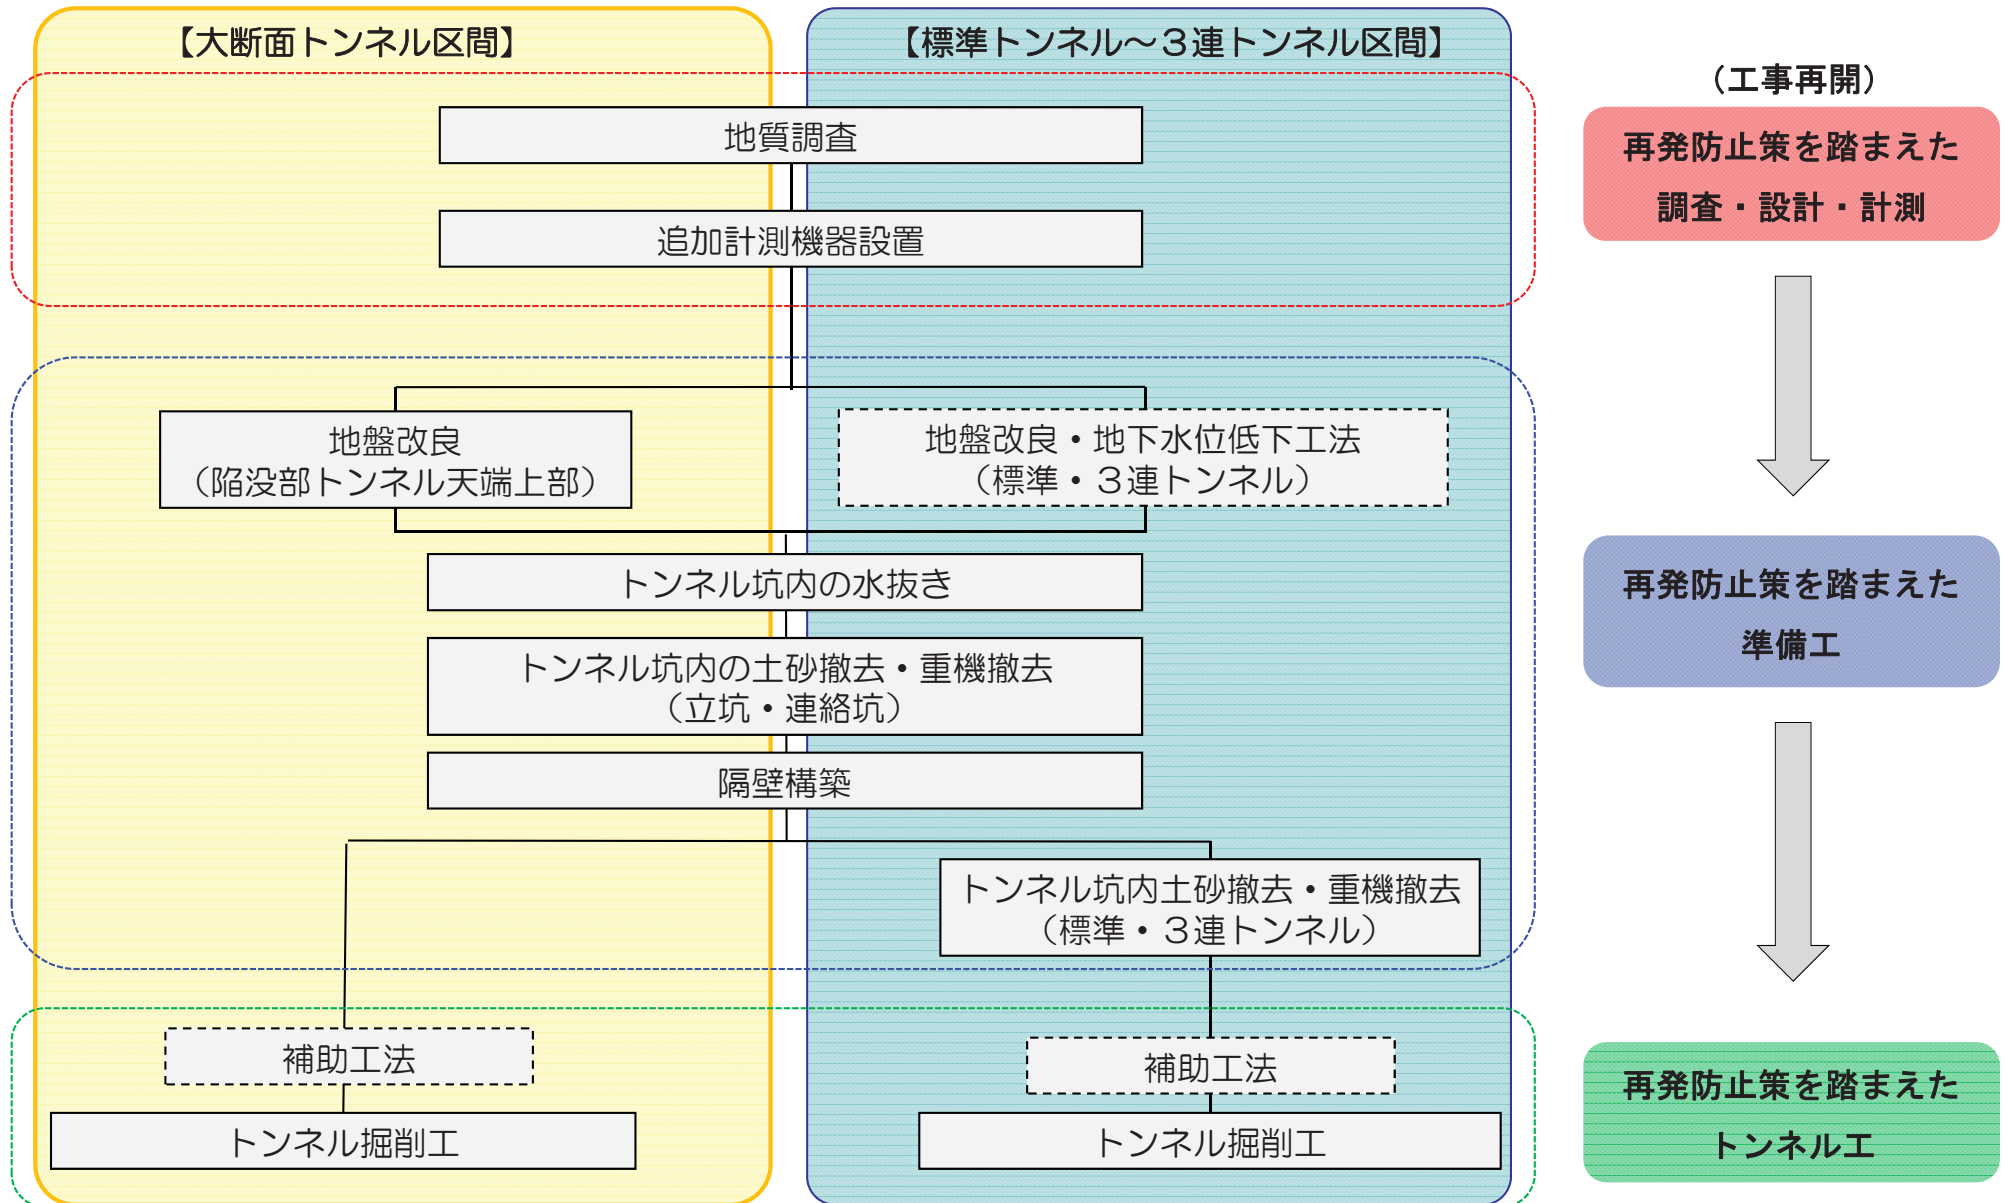 【大断面トンネル区間】
【標準トンネル～３連トンネル区間】
地質調査
追加計測機器設置
地盤改良
（陥没部トンネル天端上部）
地盤改良・地下水位低下工法
（標準・３連トンネル）
トンネル坑内の水抜き
トンネル坑内の土砂撤去・重機撤去
（立坑・連絡坑）
隔壁構築
トンネル坑内土砂撤去・重機撤去
（標準・３連トンネル）
補助工法
補助工法
トンネル掘削工
トンネル掘削工
（工事再開）
再発防止策を踏まえた
調査・設計・計測
再発防止策を踏まえた
準備工
再発防止策を踏まえた
トンネル工